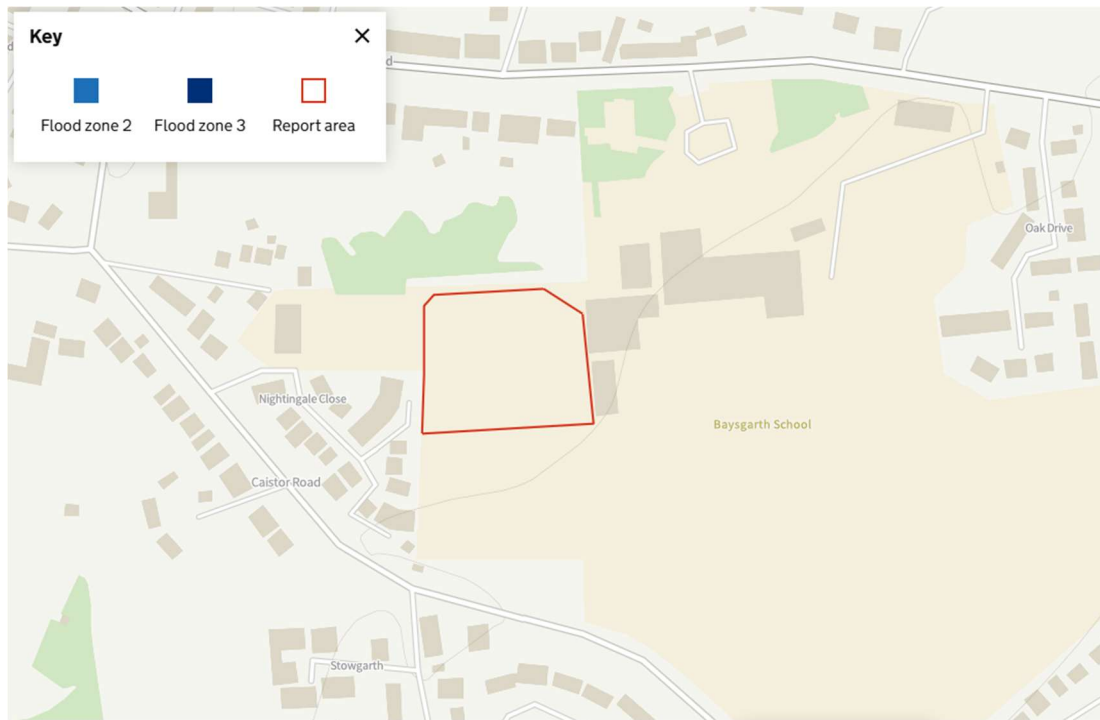 Key
Flood zone 2
Flood zone 3
Report area
d
d
Oak Drive
Nightingale Close
Baysgarth School
Caistor Road
Stowgarth